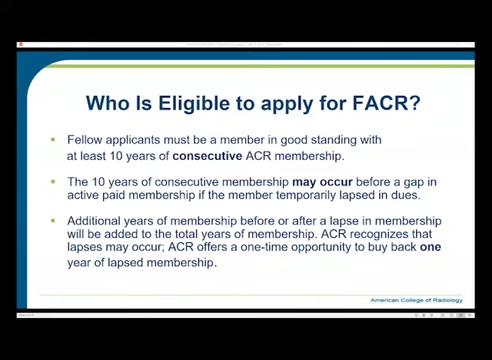 Who Is Eligible to apply for FACR?
Fellow applicants must be a member in good standing with
at least 10 years of consecutive ACR membership.
The 10 years of consecutive membership may occur before a gap in
active paid membership if the member temporarily lapsed in dues.
Additional years of membership before or after a lapse in membership
will be added to the total years of membership. ACR recognizes that
lapses may occur; ACR offers a one-time opportunity to buy back one
year of lapsed membership.
American College of Radiology